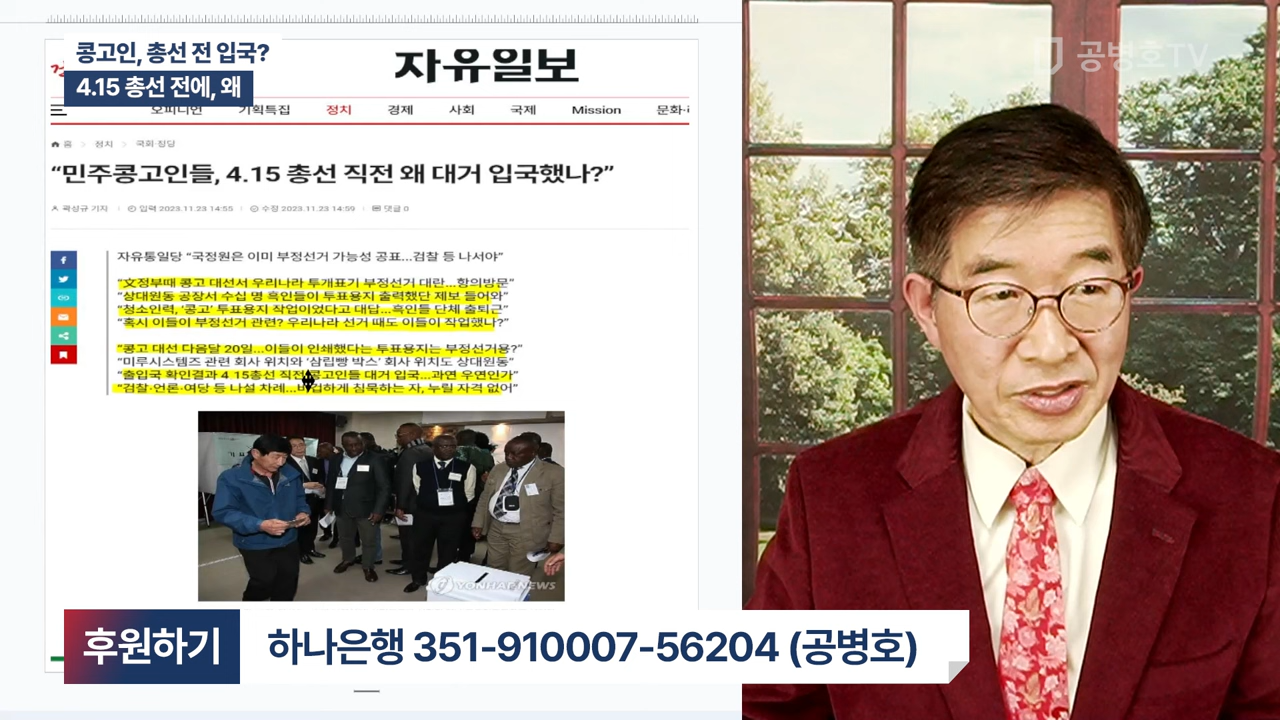 콩고인, 총선 전 입국?
4.15 총선 전에, 왜
자유일보
오피니언 기획특집 정치 경제 사회 국제 Mission
홈 > 정치 > 국회·정당
“민주콩고인들, 4.15 총선 직전 왜 대거 입국했나?”
곽성규 기자 입력 2023.11.23 14:55 수정 2023.11.23 14:59 댓글 0
자유통일당 “국정원은 이미 부정선거 가능성 공표...검찰 등 나서야”
“文정부때 콩고 대선서 우리나라 투개표기 부정선거 대란...항의방문”
“상대원동 공장서 수십 명 흑인들이 투표용지 출력했단 제보 들어와”
“청소인력, ‘콩고’ 투표용지 작업이었다고 대답...흑인들 단체 출퇴근”
“혹시 이들이 부정선거 관련? 우리나라 선거 때도 이들이 작업했나?”
“콩고 대선 다음달 20일...이들이 인쇄했다는 투표용지는 부정선거용?”
“미루시스템즈 관련 회사 위치와 ‘삼립빵 박스’ 회사 위치도 상대원동”
“출입국 확인결과 4 15총선 직전 콩고인들 대거 입국...과연 우연인가”
“검찰·언론·여당 등 나설 차례...비겁하게 침묵하는 자, 누릴 자격 없어”
YONHAP NEWS
후원하기
하나은행 351-910007-56204 (공병호)
공병호TV